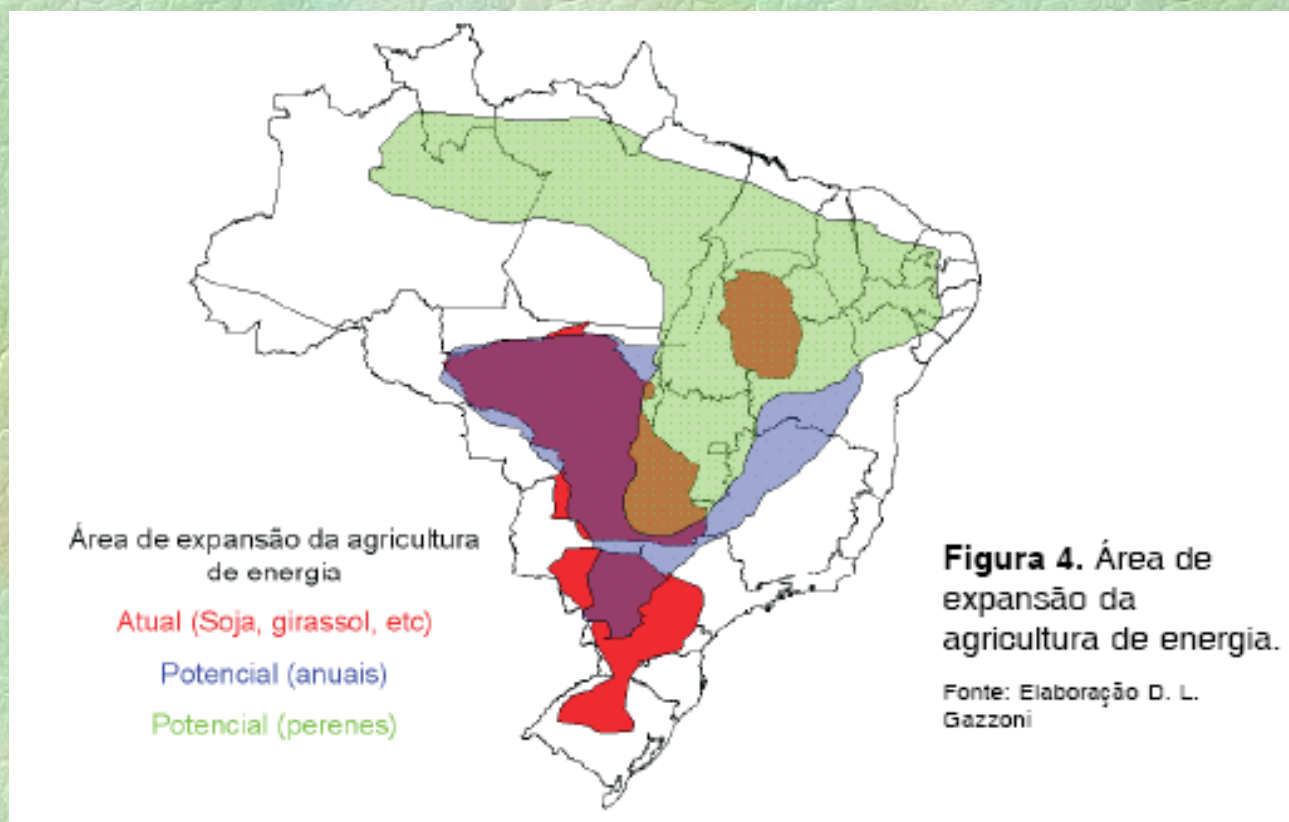 Área de expansão da agricultura
de energia
Atual (Soja, girassol, etc)
Potencial (anuais)
Potencial (perenes)
Figura 4. Área de
expansão da
agricultura de energia.
Fonte: Elaboração D. L.
Gazzoni